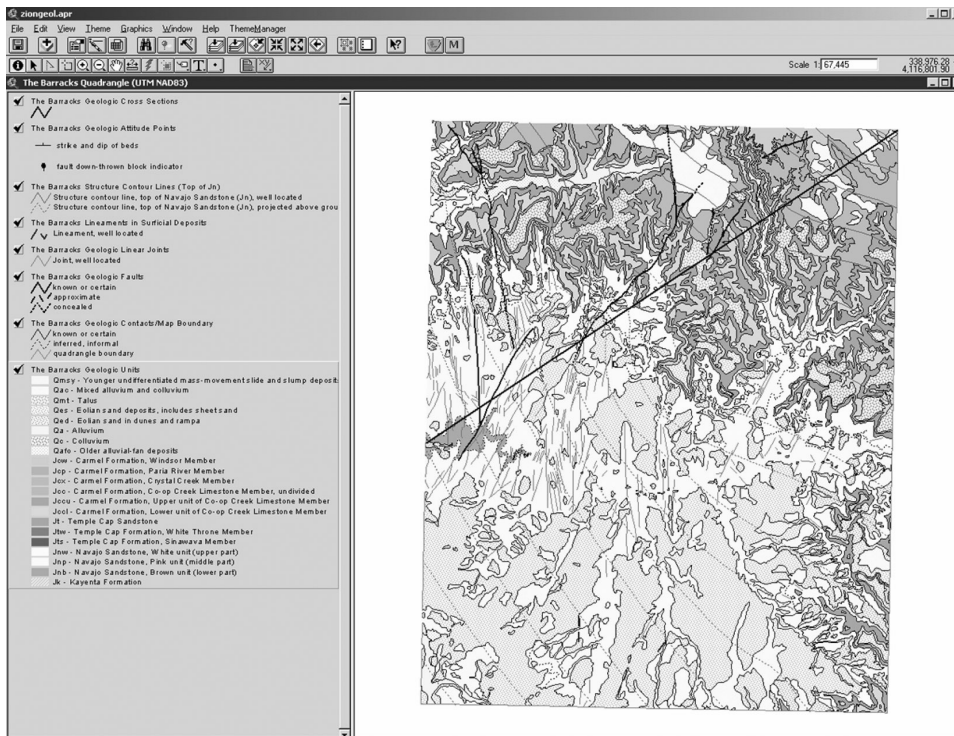 ziongeol.apr
File Edit View Theme Graphics Window Help ThemeManager
M
Scale 1: 67,445
338,976.28
4,116,801.90
The Barracks Quadrangle (UTM NAD83)
The Barracks Geologic Cross Sections
The Barracks Geologic Attitude Points
strike and dip of beds
fault down-thrown block indicator
The Barracks Structure Contour Lines (Top of Jn)
Structure contour line, top of Navajo Sandstone (Jn), well located
Structure contour line, top of Navajo Sandstone (Jn), projected above grou
The Barracks Lineaments in Surficial Deposits
Lineament, well located
The Barracks Geologic Linear Joints
Joint, well located
The Barracks Geologic Faults
known or certain
approximate
concealed
The Barracks Geologic Contacts/Map Boundary
known or certain
inferred, informal
quadrangle boundary
The Barracks Geologic Units
Qmsy - Younger undifferentiated mass-movement slide and slump deposit
Qac - Mixed alluvium and colluvium
Qmt - Talus
Qes - Eolian sand deposits, includes sheet sand
Qed - Eolian sand in dunes and rampa
Qa - Alluvium
Qc - Colluvium
Qafo - Older alluvial-fan deposits
Jcw - Carmel Formation, Windsor Member
Jcp - Carmel Formation, Paria River Member
Jcx - Carmel Formation, Crystal Creek Member
Jcc - Carmel Formation, Co-op Creek Limestone Member, undivided
Jccu - Carmel Formation, Upper unit of Co-op Creek Limestone Member
Jccl - Carmel Formation, Lower unit of Co-op Creek Limestone Member
Jt - Temple Cap Sandstone
Jtw - Temple Cap Formation, White Throne Member
Jts - Temple Cap Formation, Sinawava Member
Jnw - Navajo Sandstone, White unit (upper part)
Jnp - Navajo Sandstone, Pink unit (middle part)
Jnb - Navajo Sandstone, Brown unit (lower part)
Jk - Kayenta Formation